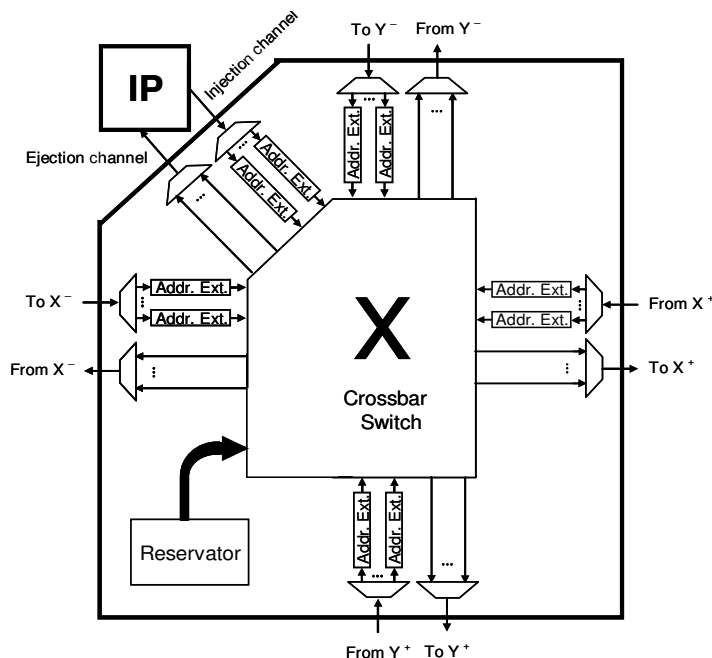 To Y⁻
From Y⁻
IP
Injection channel
Ejection channel
...
...
Addr. Ext.
Addr. Ext.
...
...
Addr. Ext.
Addr. Ext.
To X⁻
Addr. Ext.
...
Addr. Ext.
From X⁻
...
X
Crossbar
Switch
Addr. Ext.
...
Addr. Ext.
From X⁺
...
To X⁺
Reservator
Addr. Ext.
Addr. Ext.
...
...
From Y⁺
To Y⁺